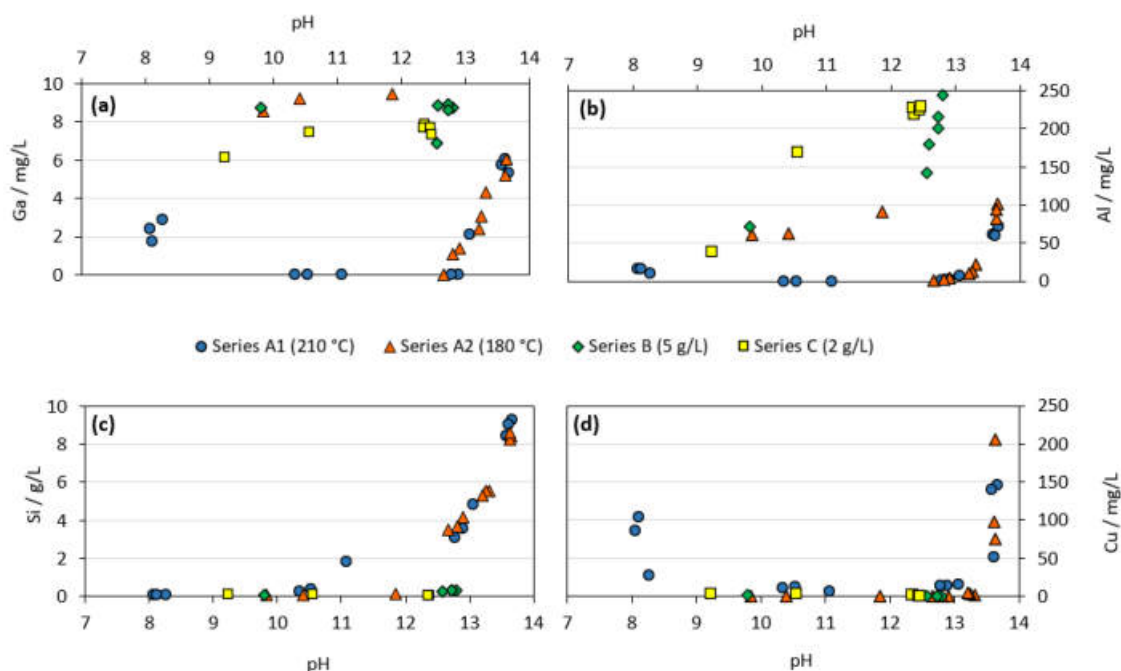 pH
7 8 9 10 11 12 13 14
10
8
6
4
2
0
Ga / mg/L
(a)
pH
7 8 9 10 11 12 13 14
250
200
150
100
50
0
Al / mg/L
(b)
Series A1 (210 °C) Series A2 (180 °C) Series B (5 g/L) Series C (2 g/L)
10
8
6
4
2
0
Si / g/L
(c)
7 8 9 10 11 12 13 14
pH
250
200
150
100
50
0
Cu / mg/L
(d)
7 8 9 10 11 12 13 14
pH